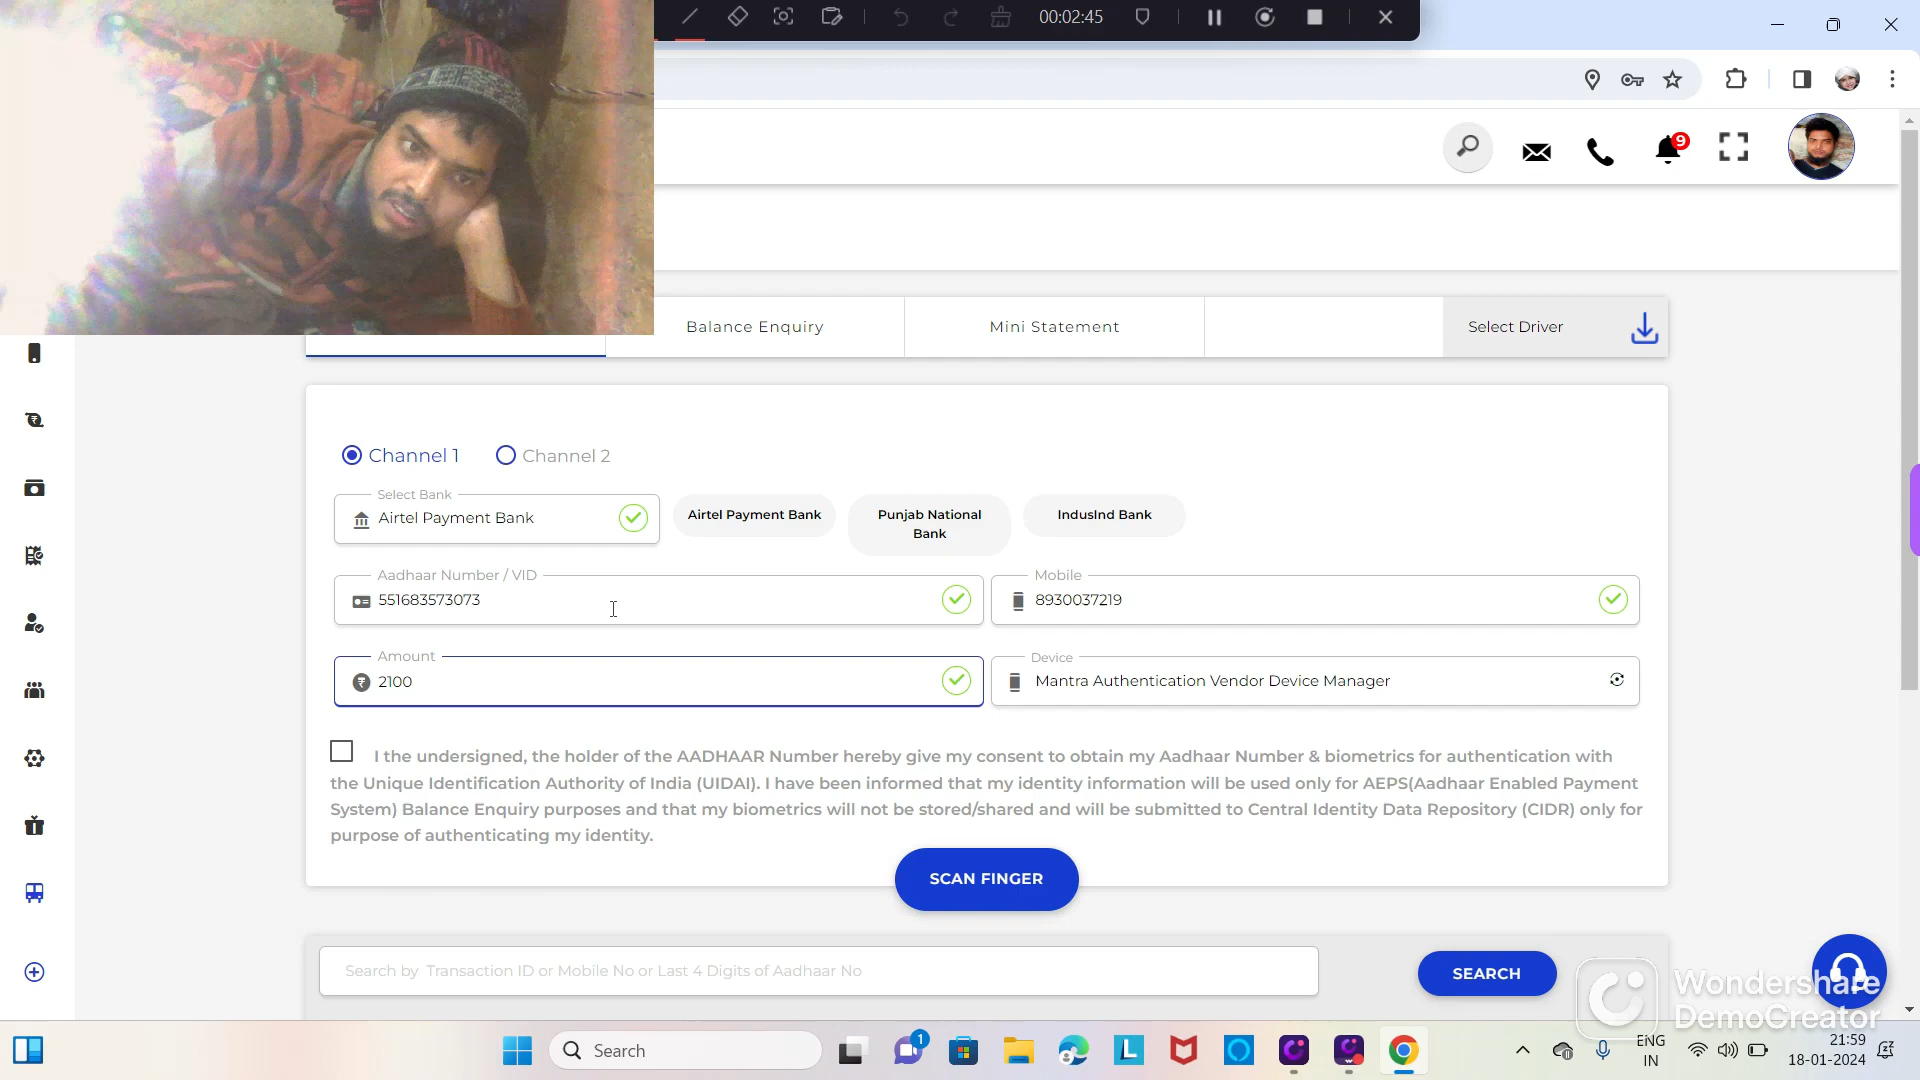 00:02:45
9
Balance Enquiry
Mini Statement
Select Driver
Channel 1
Channel 2
Select Bank
Airtel Payment Bank
Airtel Payment Bank
Punjab National
Bank
IndusInd Bank
Aadhaar Number / VID
551683573073
Mobile
8930037219
Amount
2100
Device
Mantra Authentication Vendor Device Manager
I the undersigned, the holder of the AADHAAR Number hereby give my consent to obtain my Aadhaar Number & biometrics for authentication with
the Unique Identification Authority of India (UIDAI). I have been informed that my identity information will be used only for AEPS(Aadhaar Enabled Payment
System) Balance Enquiry purposes and that my biometrics will not be stored/shared and will be submitted to Central Identity Data Repository (CIDR) only for
purpose of authenticating my identity.
SCAN FINGER
Search by Transaction ID or Mobile No or Last 4 Digits of Aadhaar No
SEARCH
Wondershare
DemoCreator
Search
1
L
ENG
IN
21:59
18-01-2024